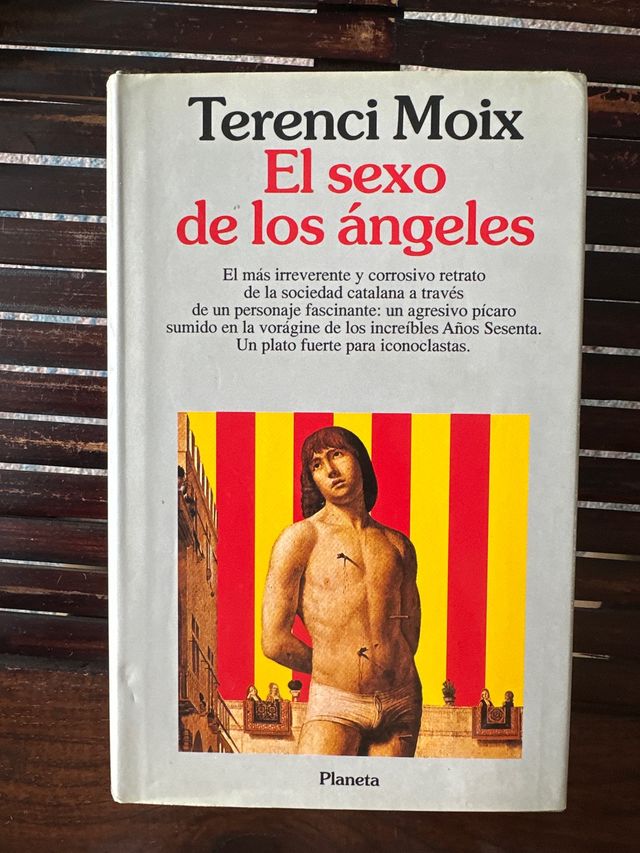 Terenci Moix
El sexo
de los ángeles
El más irreverente y corrosivo retrato
de la sociedad catalana a través
de un personaje fascinante: un agresivo pícaro
sumido en la vorágine de los increíbles Años Sesenta.
Un plato fuerte para iconoclastas.
Planeta